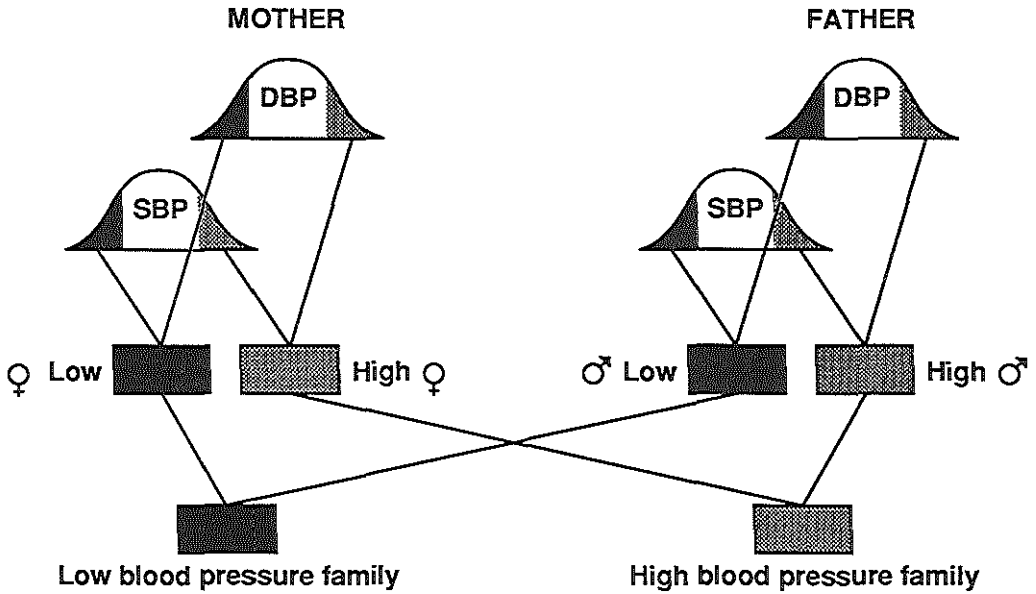 MOTHER
FATHER
DBP
DBP
SBP
SBP
♀ Low
High ♀
♂ Low
High ♂
Low blood pressure family
High blood pressure family